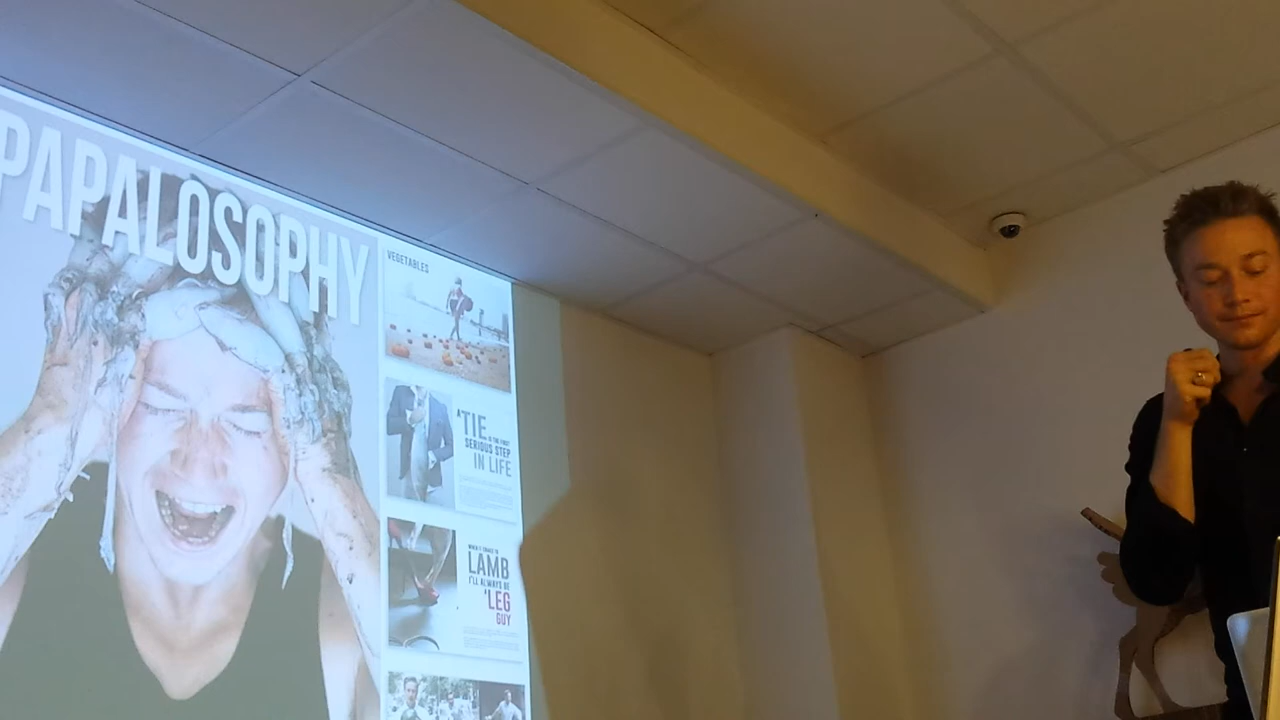 PAPALOSOPHY
VEGETABLES
'TIE IS THE FIRST
SERIOUS STEP
IN LIFE
WHEN IT COMES TO
LAMB
I'LL ALWAYS BE
'LEG
GUY